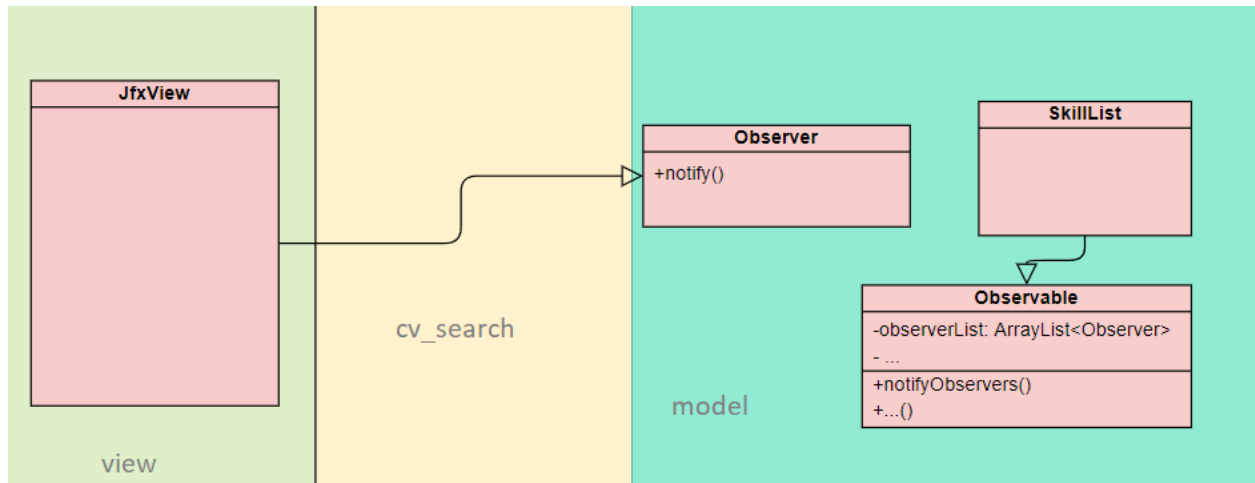 JfxView
view
cv_search
Observer
+notify()
SkillList
Observable
-observerList: ArrayList<Observer>
- ...
+notifyObservers()
+...()
model